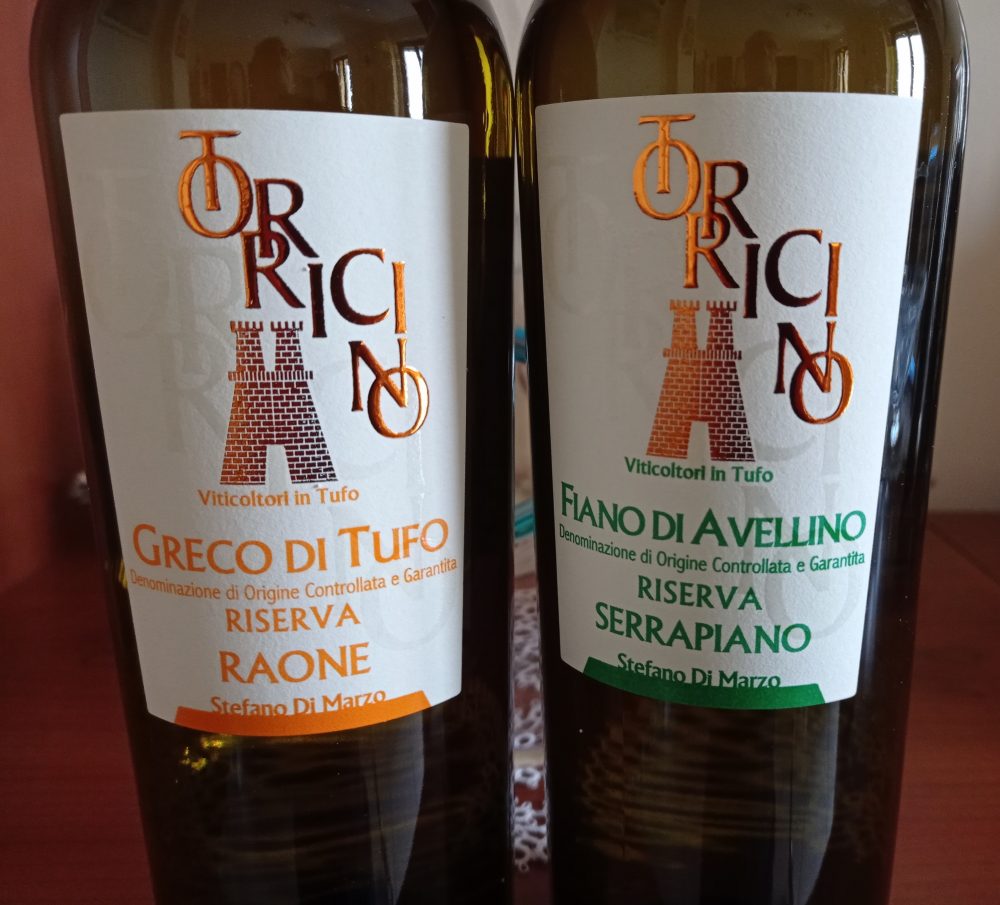 TORRICINO
Viticoltori in Tufo
GRECO DI TUFO
Denominazione di Origine Controllata e Garantita
RISERVA
RAONE
Stefano Di Marzo
TORRICINO
Viticoltori in Tufo
FIANO DI AVELLINO
Denominazione di Origine Controllata e Garantita
RISERVA
SERRAPIANO
Stefano Di Marzo